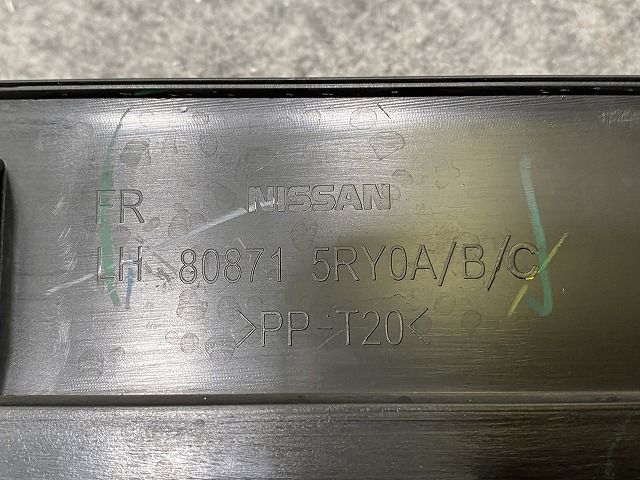 FR NISSAN
LH 80871 5RY0A/B/C
>PP-T20<